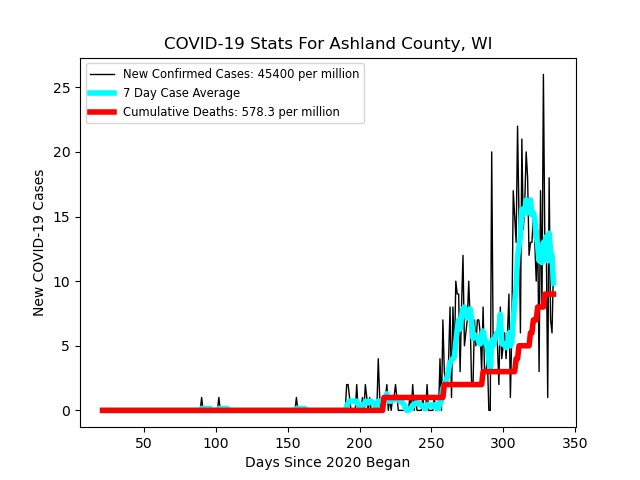 COVID-19 Stats For Ashland County, WI
New Confirmed Cases: 45400 per million
7 Day Case Average
Cumulative Deaths: 578.3 per million
New COVID-19 Cases
25
20
15
10
5
0
50
100
150
200
250
300
350
Days Since 2020 Began